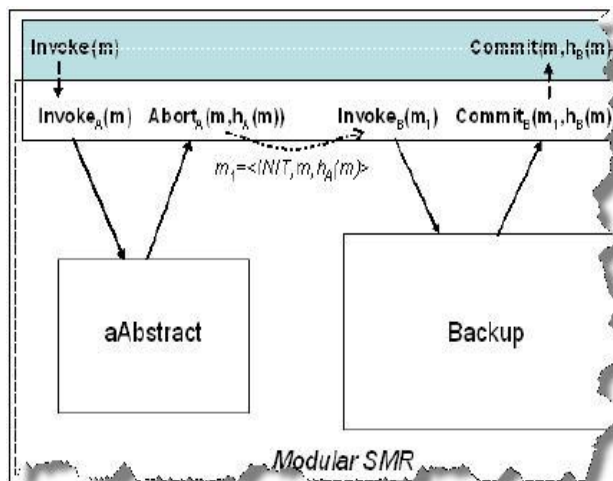 Invoke(m) Commit(m,h_B(m)
Invoke_A(m) Abort_A(m,h_A(m)) Invoke_B(m_1) Commit_B(m_1,h_B(m)
m_1=<INIT,m,h_A(m)>
aAbstract Backup
Modular SMR